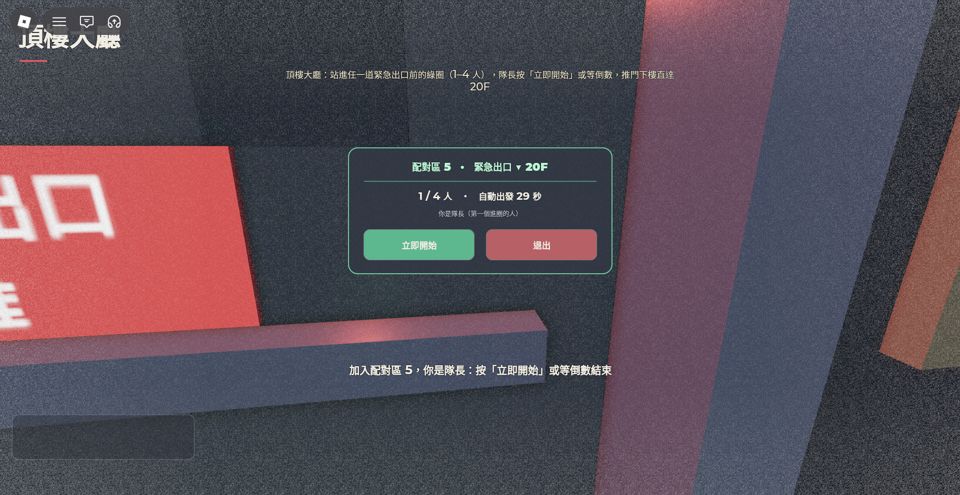 頂樓大廳
頂樓大廳：站進任一道緊急出口前的綠圈（1–4 人），隊長按「立即開始」或等倒數，推門下樓直達
20F
配對區 5 • 緊急出口 ▼ 20F
1 / 4 人 • 自動出發 29 秒
你是隊長（第一個進圈的人）
立即開始
退出
出口
加入配對區 5，你是隊長：按「立即開始」或等倒數結束